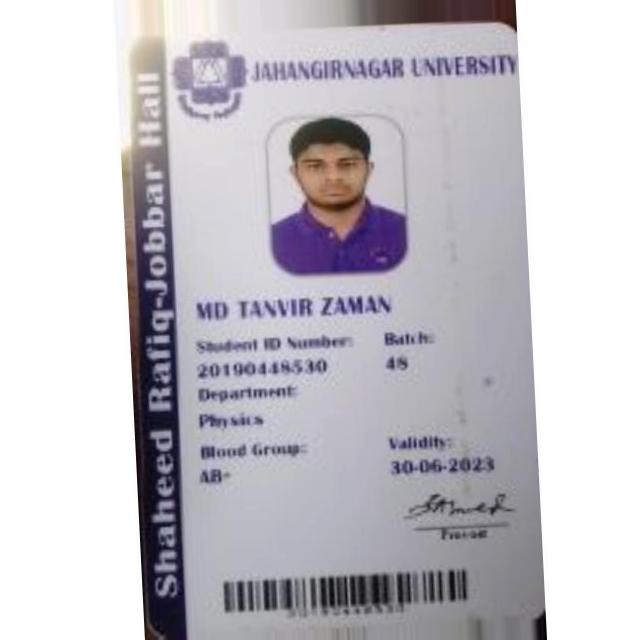 Shaheed Rafiq-Jobbar Hall
JAHANGIRNAGAR UNIVERSITY
MD TANVIR ZAMAN
Student ID Number:
20190448530
Batch:
48
Department:
Physics
Blood Group:
AB+
Validity:
30-06-2023
Provost